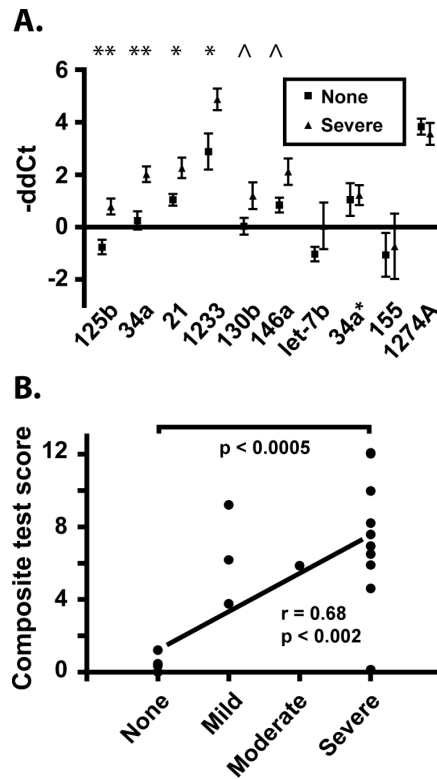 A.
** ** * * ^ ^
6
4
2
0
-2
-ddCt
None
Severe
125b
34a
21
1233
130b
146a
let-7b
34a*
155
1274A
B.
12
8
4
0
Composite test score
p < 0.0005
r = 0.68
p < 0.002
None
Mild
Moderate
Severe